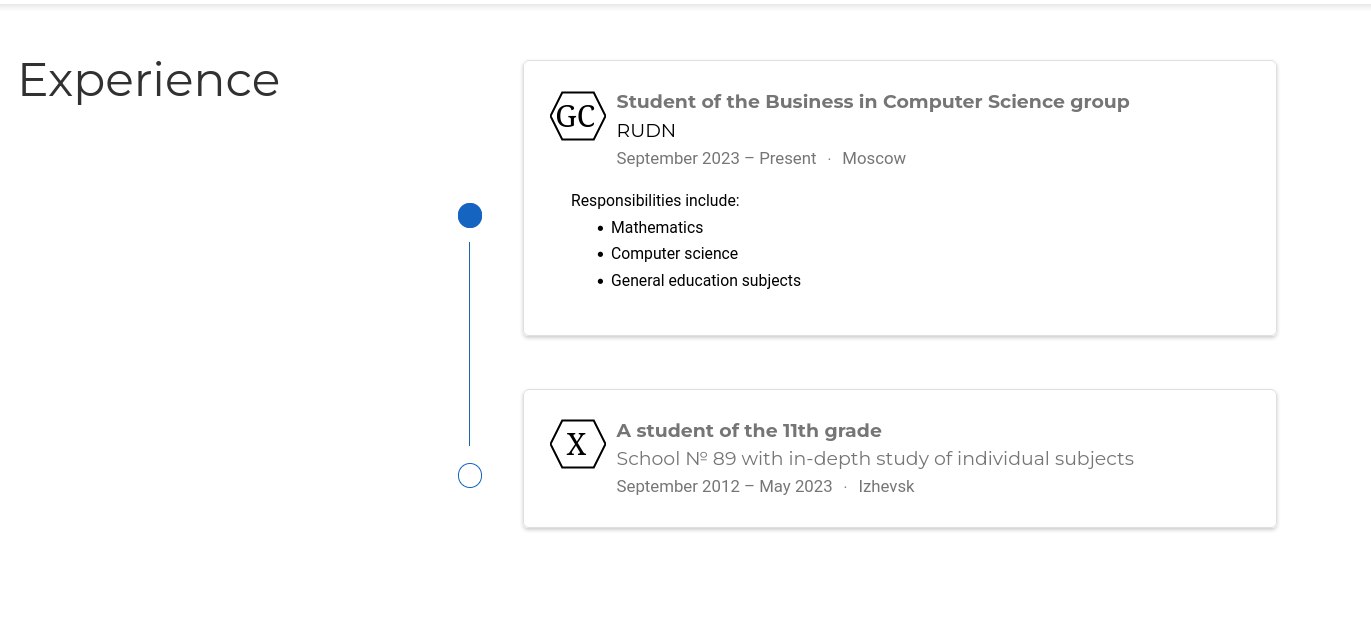 Experience
GC
Student of the Business in Computer Science group
RUDN
September 2023 – Present · Moscow
Responsibilities include:
• Mathematics
• Computer science
• General education subjects
X
A student of the 11th grade
School № 89 with in-depth study of individual subjects
September 2012 – May 2023 · Izhevsk